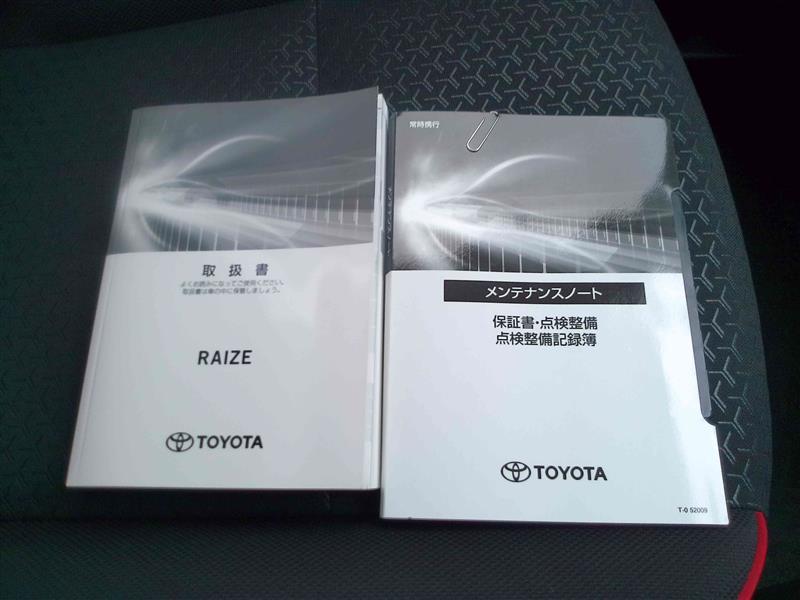 取扱書
よくお読みになってご使用ください。
取扱書は車の中に保管しましょう。
RAIZE
TOYOTA
常時携行
メンテナンスノート
保証書・点検整備
点検整備記録簿
TOYOTA
T-0 52009